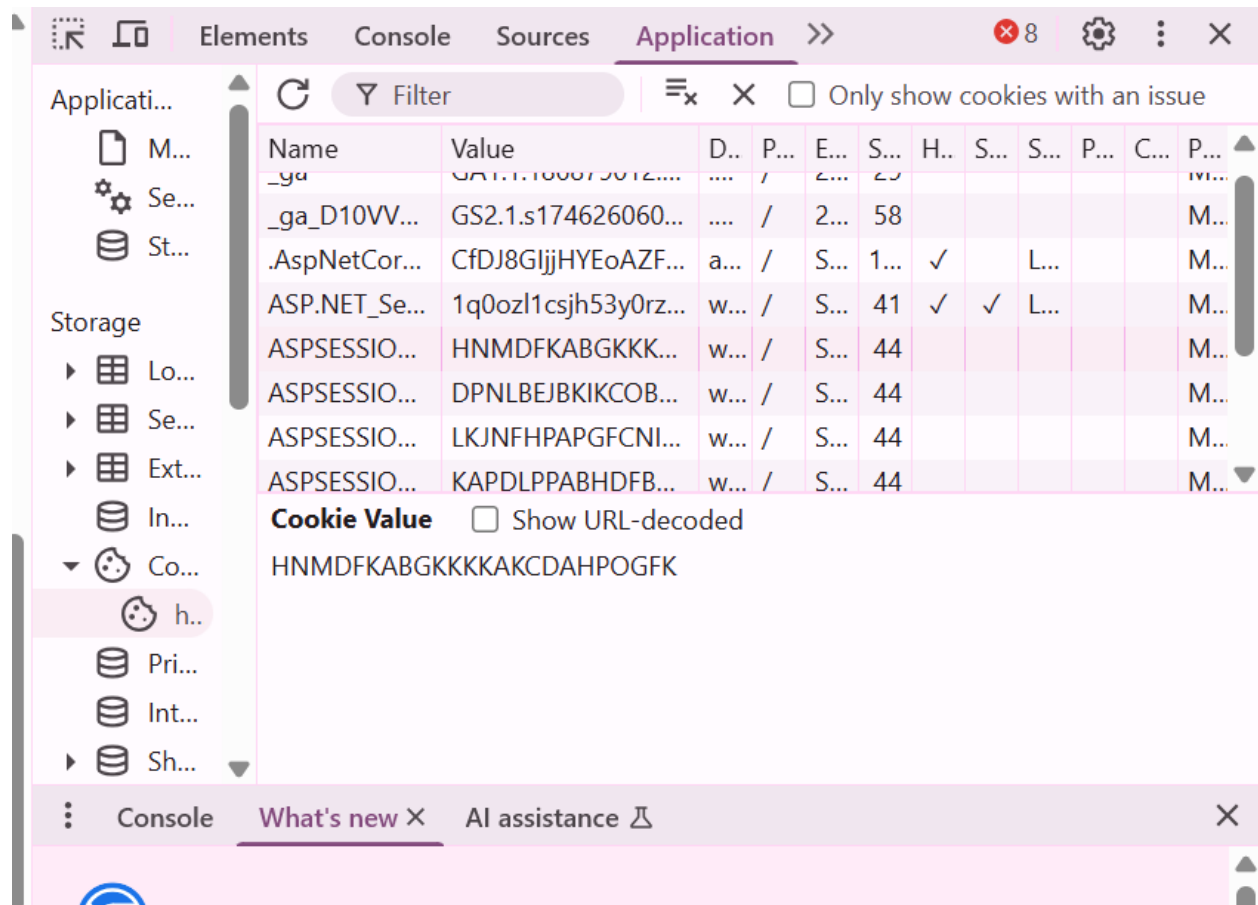 Elements Console Sources Application 8
Applicati...
Filter
Only show cookies with an issue
M...
Se...
St...
Storage
Lo...
Se...
Ext...
In...
Co...
h..
Pri...
Int...
Sh...
Name Value D.. P... E... S... H.. S... S... P... C... P...
_ga / M...
_ga_D10VV... GS2.1.s174626060... .... / 2... 58 M...
.AspNetCor... CfDJ8GIjjHYEoAZF... a... / S... 1... ✓ L... M...
ASP.NET_Se... 1q0ozl1csjh53y0rz... w... / S... 41 ✓ ✓ L... M...
ASPSESSIO... HNMDFKABGKKK... w... / S... 44 M...
ASPSESSIO... DPNLBEJBKIKCOB... w... / S... 44 M...
ASPSESSIO... LKJNFHPAPGFCNI... w... / S... 44 M...
ASPSESSIO... KAPDLPPABHDFB... w... / S... 44 M...
Cookie Value Show URL-decoded
HNMDFKABGKKKKAKCDAHPOGFK
Console What's new AI assistance